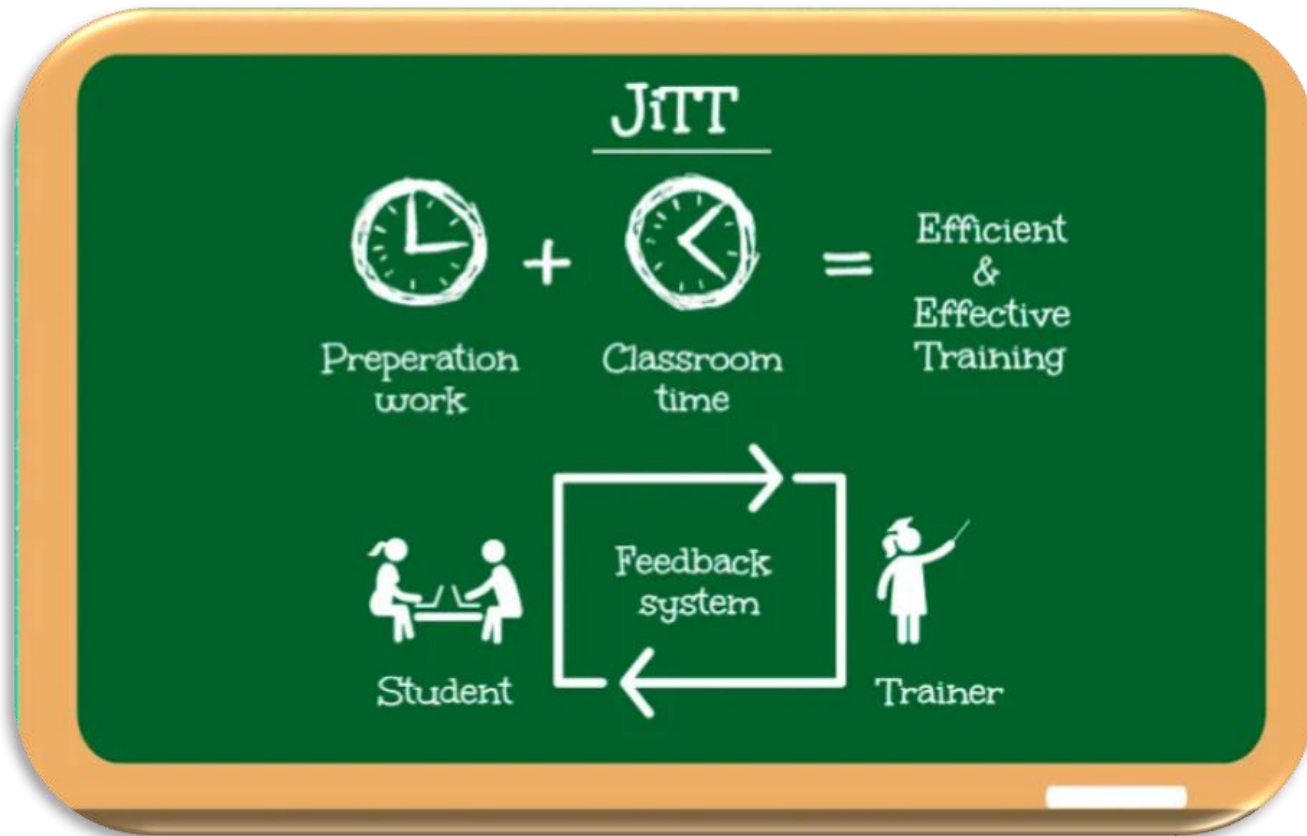 JiTT
+
=
Efficient
&
Effective
Training
Preperation
work
Classroom
time
Feedback
system
Student
Trainer